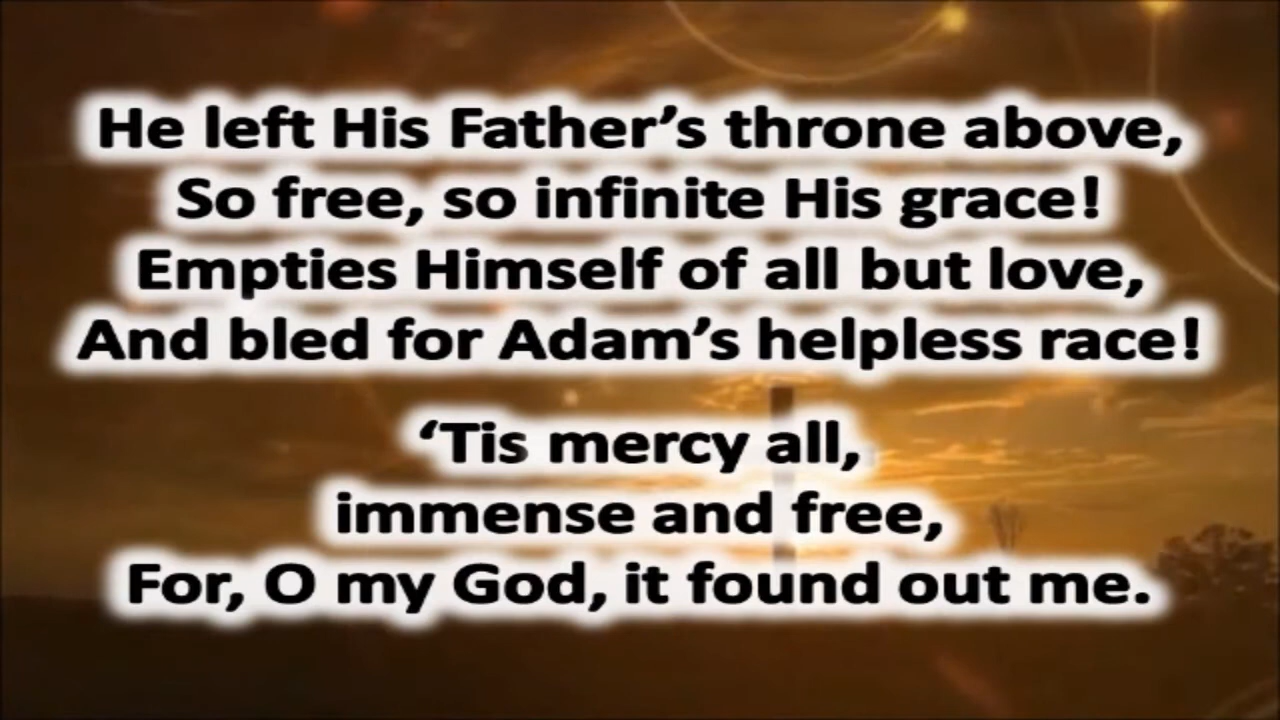 He left His Father’s throne above,
So free, so infinite His grace!
Empties Himself of all but love,
And bled for Adam’s helpless race!
‘Tis mercy all,
immense and free,
For, O my God, it found out me.